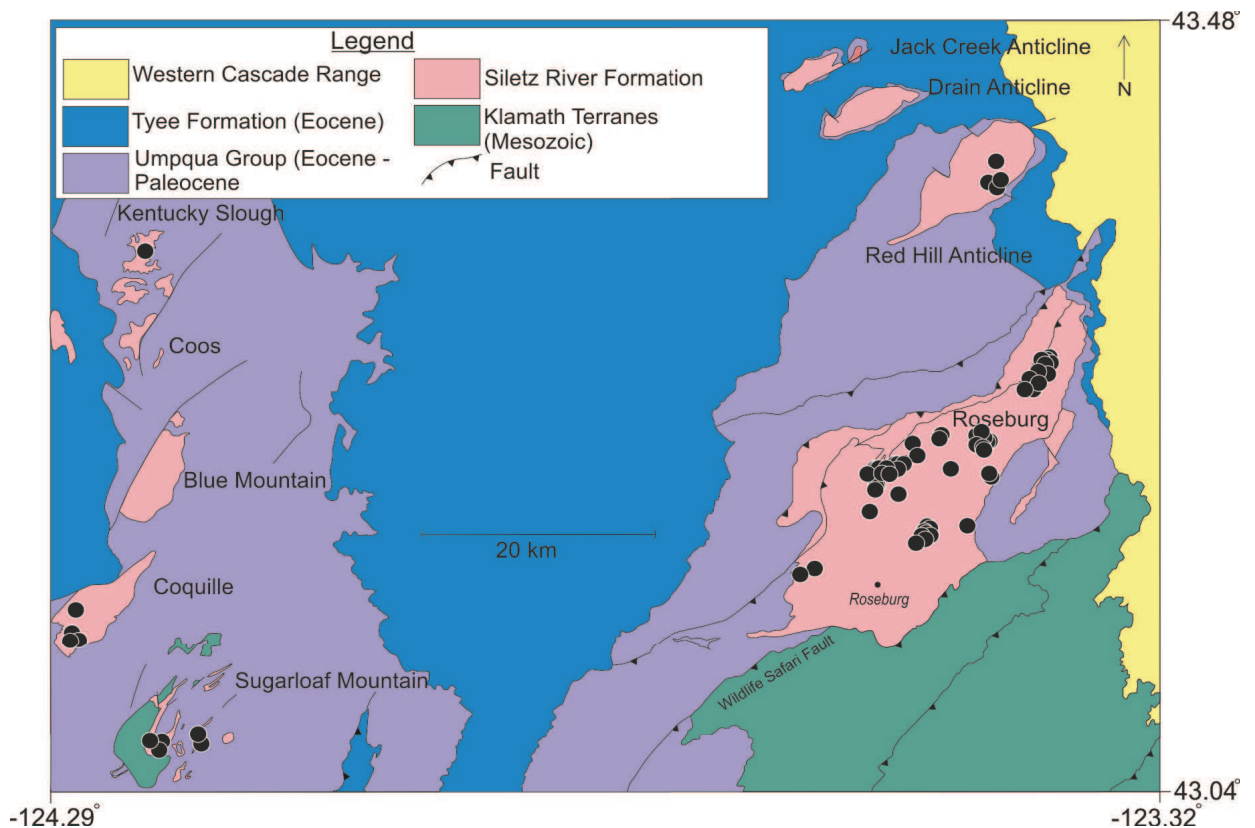 43.48°
Legend
Western Cascade Range
Siletz River Formation
Tyee Formation (Eocene)
Klamath Terranes
(Mesozoic)
Umpqua Group (Eocene -
Paleocene
Fault
Jack Creek Anticline
Drain Anticline
N
Kentucky Slough
Red Hill Anticline
Coos
Roseburg
Blue Mountain
20 km
Coquille
Roseburg
Wildlife Safari Fault
Sugarloaf Mountain
43.04°
-124.29°
-123.32°